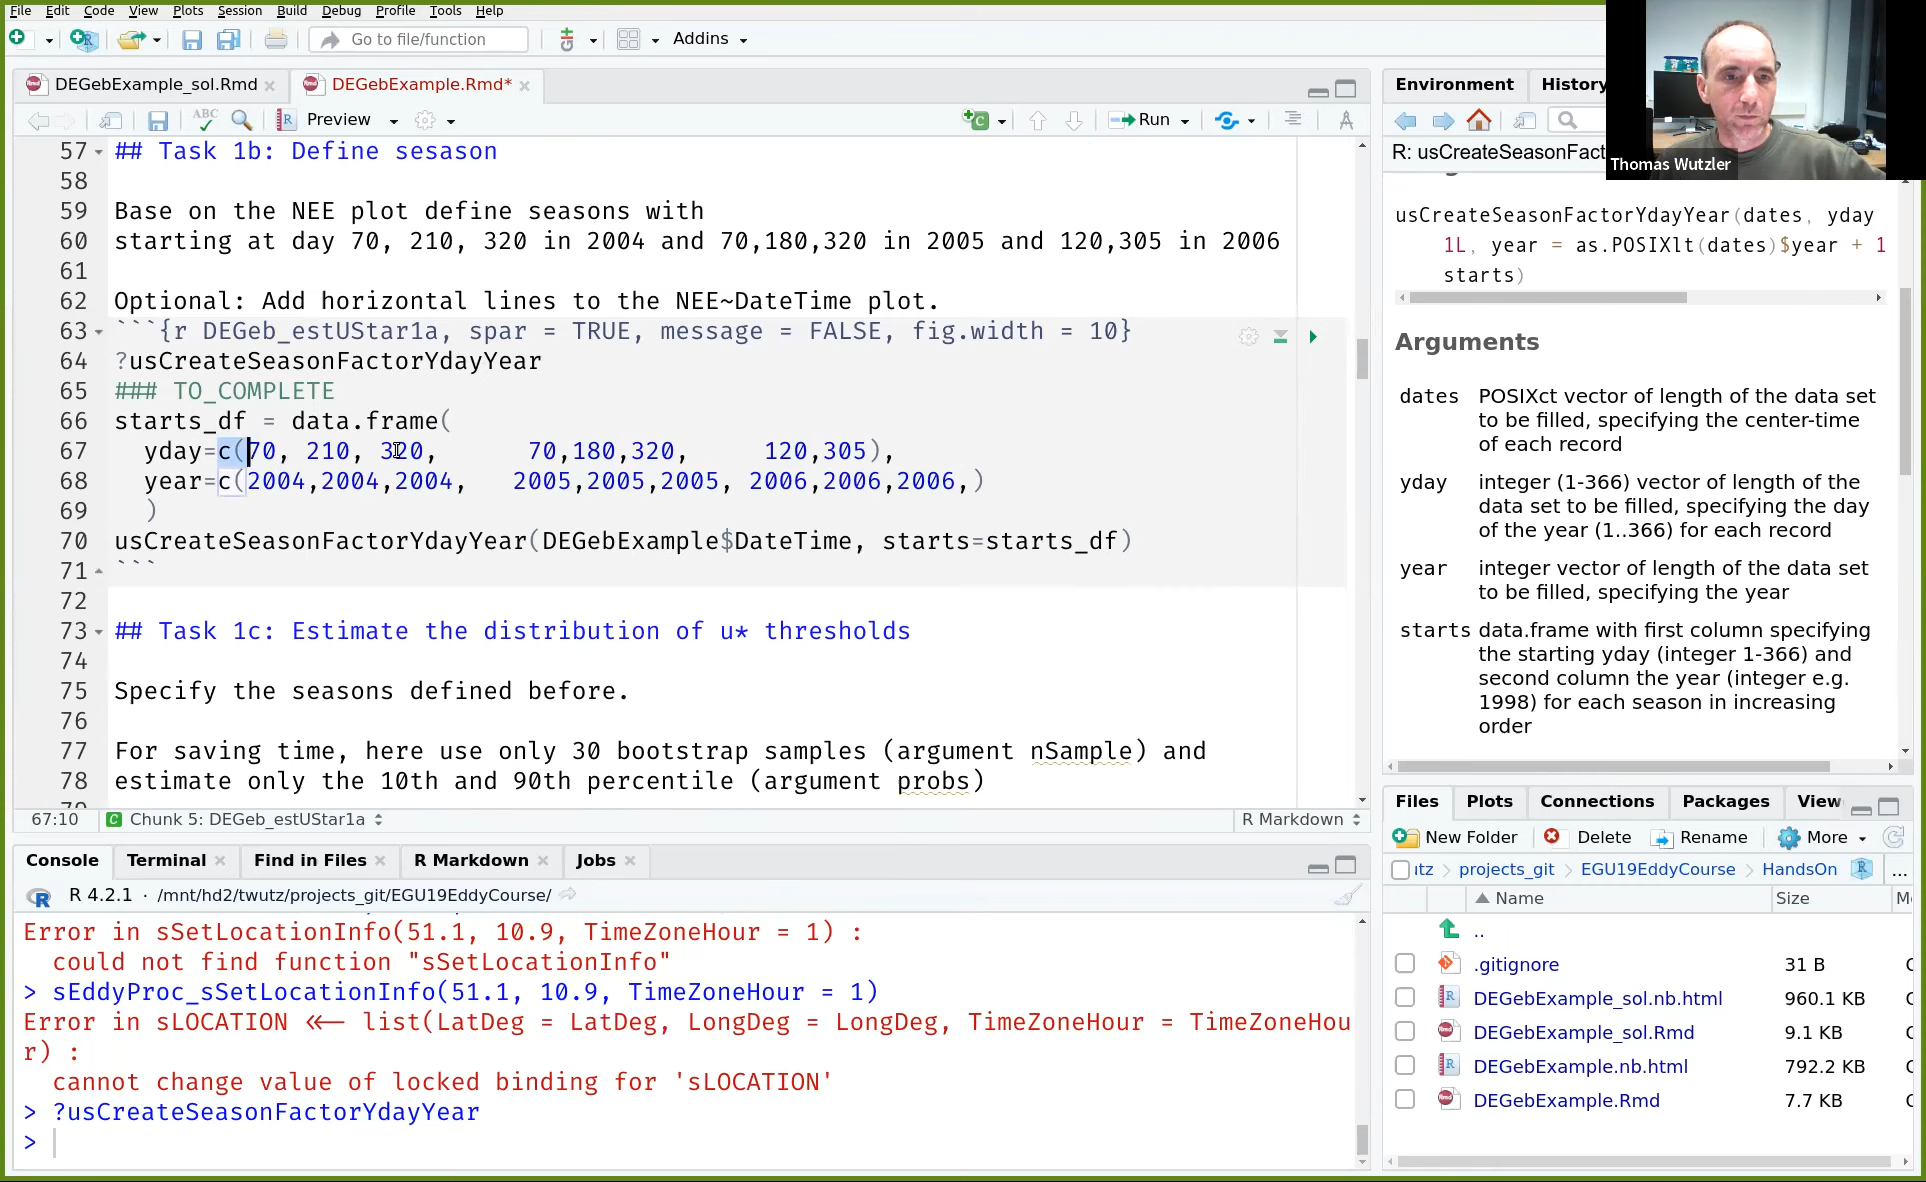 File Edit Code View Plots Session Build Debug Profile Tools Help
Go to file/function
Addins
DEGebExample_sol.Rmd
DEGebExample.Rmd*
ABC
Preview
Run
57 ## Task 1b: Define sesason
58
59 Base on the NEE plot define seasons with
60 starting at day 70, 210, 320 in 2004 and 70,180,320 in 2005 and 120,305 in 2006
61
62 Optional: Add horizontal lines to the NEE~DateTime plot.
63 ```{r DEGeb_estUStar1a, spar = TRUE, message = FALSE, fig.width = 10}
64 ?usCreateSeasonFactorYdayYear
65 ### TO_COMPLETE
66 starts_df = data.frame(
67 yday=c(70, 210, 320, 70,180,320, 120,305),
68 year=c(2004,2004,2004, 2005,2005,2005, 2006,2006,2006,)
69 )
70 usCreateSeasonFactorYdayYear(DEGebExample$DateTime, starts=starts_df)
71 ```
72
73 ## Task 1c: Estimate the distribution of u* thresholds
74
75 Specify the seasons defined before.
76
77 For saving time, here use only 30 bootstrap samples (argument nSample) and
78 estimate only the 10th and 90th percentile (argument probs)
67:10 Chunk 5: DEGeb_estUStar1a R Markdown
Console Terminal Find in Files R Markdown Jobs
R 4.2.1 · /mnt/hd2/twutz/projects_git/EGU19EddyCourse/
Error in sSetLocationInfo(51.1, 10.9, TimeZoneHour = 1) :
could not find function "sSetLocationInfo"
> sEddyProc_sSetLocationInfo(51.1, 10.9, TimeZoneHour = 1)
Error in sLOCATION <<- list(LatDeg = LatDeg, LongDeg = LongDeg, TimeZoneHour = TimeZoneHou
r) :
cannot change value of locked binding for 'sLOCATION'
> ?usCreateSeasonFactorYdayYear
>
Environment History
R: usCreateSeasonFact
Thomas Wutzler
usCreateSeasonFactorYdayYear(dates, yday
1L, year = as.POSIXlt(dates)$year + 1
starts)
Arguments
dates POSIXct vector of length of the data set
to be filled, specifying the center-time
of each record
yday integer (1-366) vector of length of the
data set to be filled, specifying the day
of the year (1..366) for each record
year integer vector of length of the data set
to be filled, specifying the year
starts data.frame with first column specifying
the starting yday (integer 1-366) and
second column the year (integer e.g.
1998) for each season in increasing
order
Files Plots Connections Packages View
New Folder Delete Rename More
itz projects_git EGU19EddyCourse HandsOn ...
Name Size
..
.gitignore 31 B
DEGebExample_sol.nb.html 960.1 KB
DEGebExample_sol.Rmd 9.1 KB
DEGebExample.nb.html 792.2 KB
DEGebExample.Rmd 7.7 KB